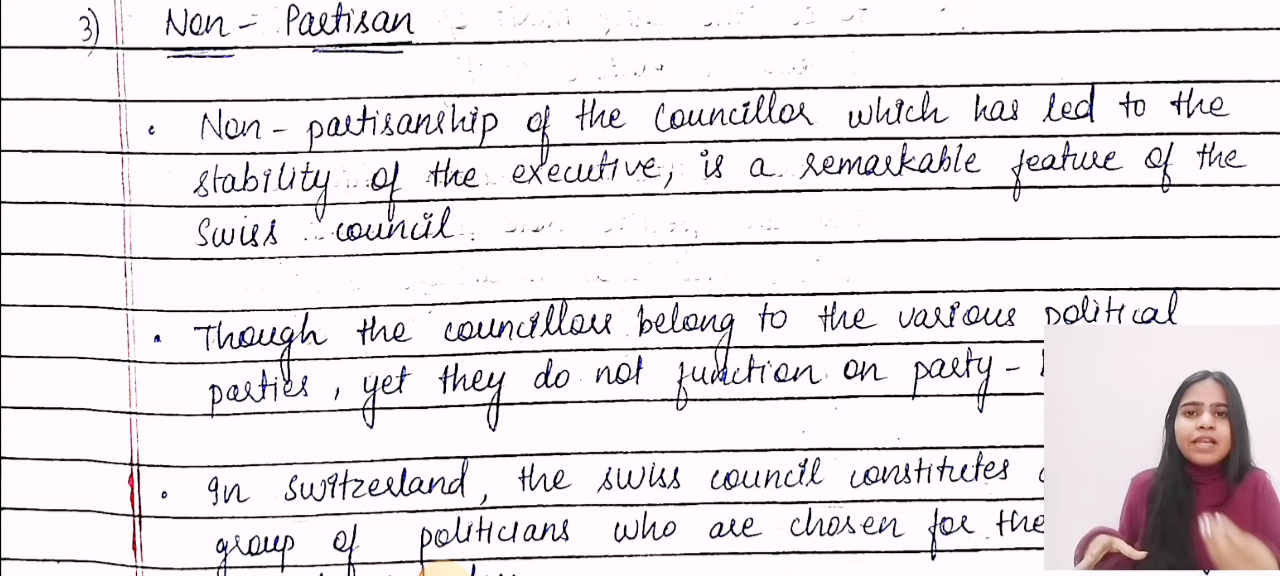 3) Non - Partisan
• Non - partisanship of the councillor which has led to the
stability of the executive, is a remarkable feature of the
Swiss council.
• Though the councillors belong to the various political
parties, yet they do not function on party -
• In Switzerland, the swiss council constitutes
group of politicians who are chosen for the